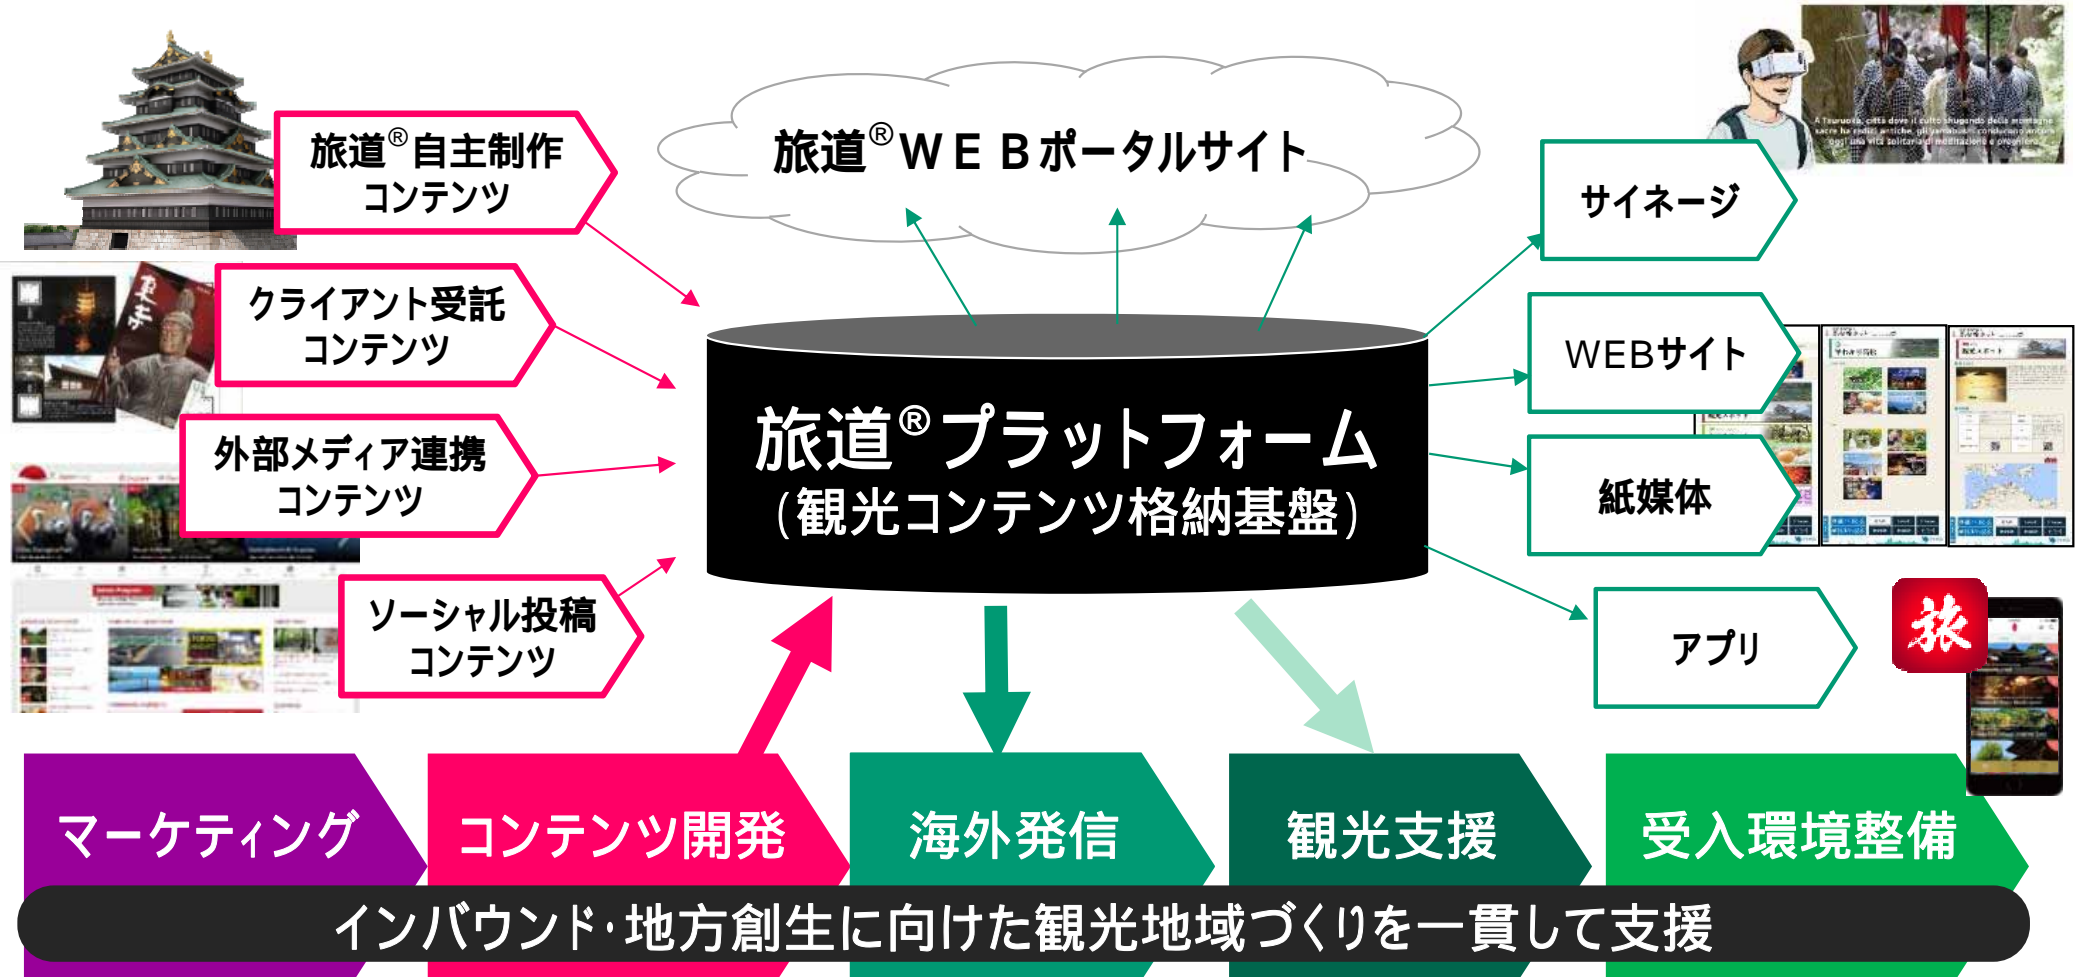 旅道®自主制作
コンテンツ
クライアント受託
コンテンツ
外部メディア連携
コンテンツ
ソーシャル投稿
コンテンツ
旅道®WEBポータルサイト
旅道®プラットフォーム
(観光コンテンツ格納基盤)
サイネージ
WEBサイト
紙媒体
アプリ
旅
マーケティング
コンテンツ開発
海外発信
観光支援
受入環境整備
インバウンド・地方創生に向けた観光地域づくりを一貫して支援